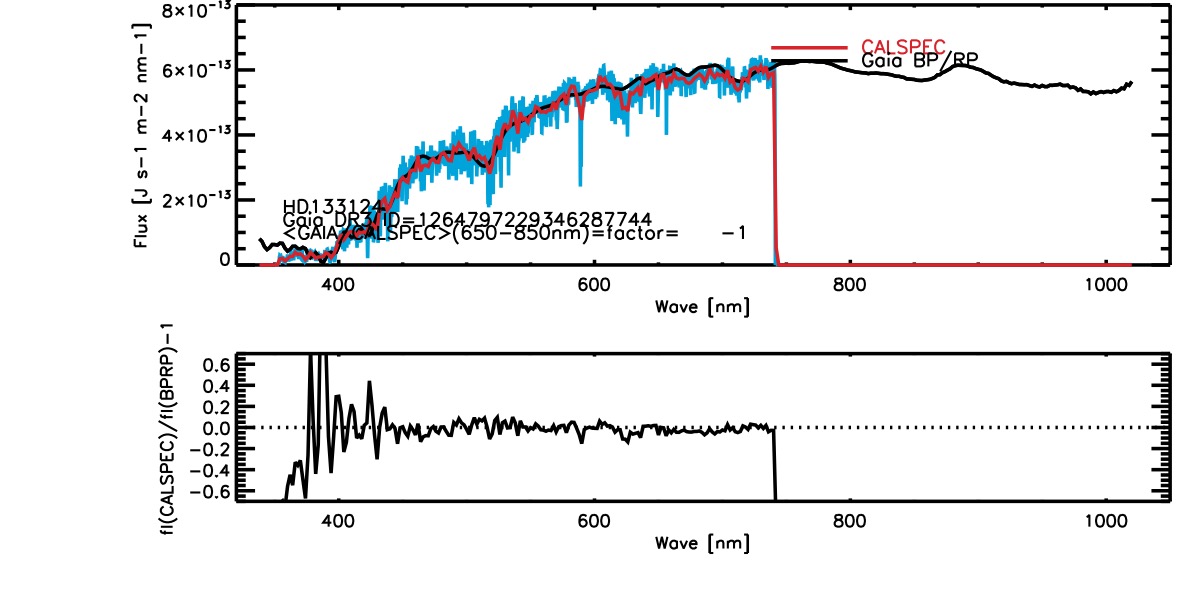 8×10−13
6×10−13
4×10−13
2×10−13
0
Flux [J s−1 m−2 nm−1]
CALSPEC
Gaia BP/RP
HD133124
Gaia DR3 ID=1264797229346287744
<GAIA/CALSPEC>(650−850nm)=factor= −1
400 600 800 1000
Wave [nm]
fl(CALSPEC)/fl(BPRP)−1
0.6
0.4
0.2
0.0
−0.2
−0.4
−0.6
400 600 800 1000
Wave [nm]